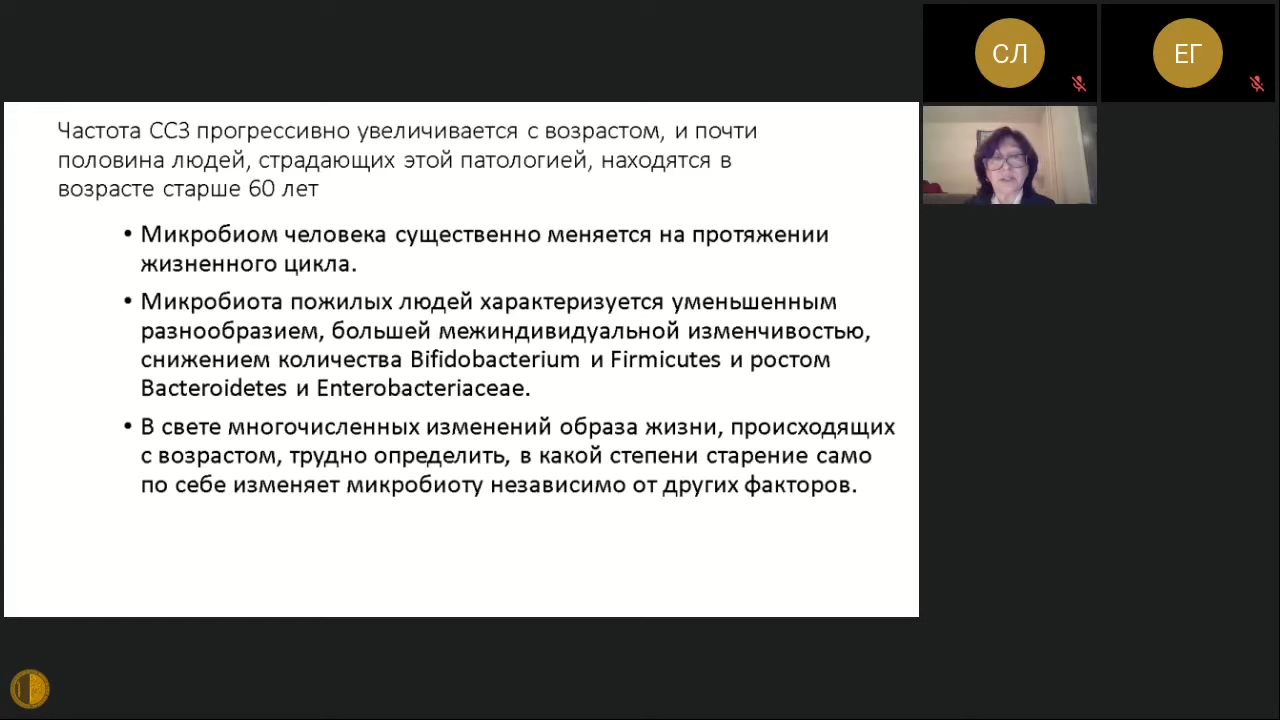 СЛ
ЕГ
Частота ССЗ прогрессивно увеличивается с возрастом, и почти
половина людей, страдающих этой патологией, находятся в
возрасте старше 60 лет
• Микробиом человека существенно меняется на протяжении
жизненного цикла.
• Микробиота пожилых людей характеризуется уменьшенным
разнообразием, большей межиндивидуальной изменчивостью,
снижением количества Bifidobacterium и Firmicutes и ростом
Bacteroidetes и Enterobacteriaceae.
• В свете многочисленных изменений образа жизни, происходящих
с возрастом, трудно определить, в какой степени старение само
по себе изменяет микробиоту независимо от других факторов.